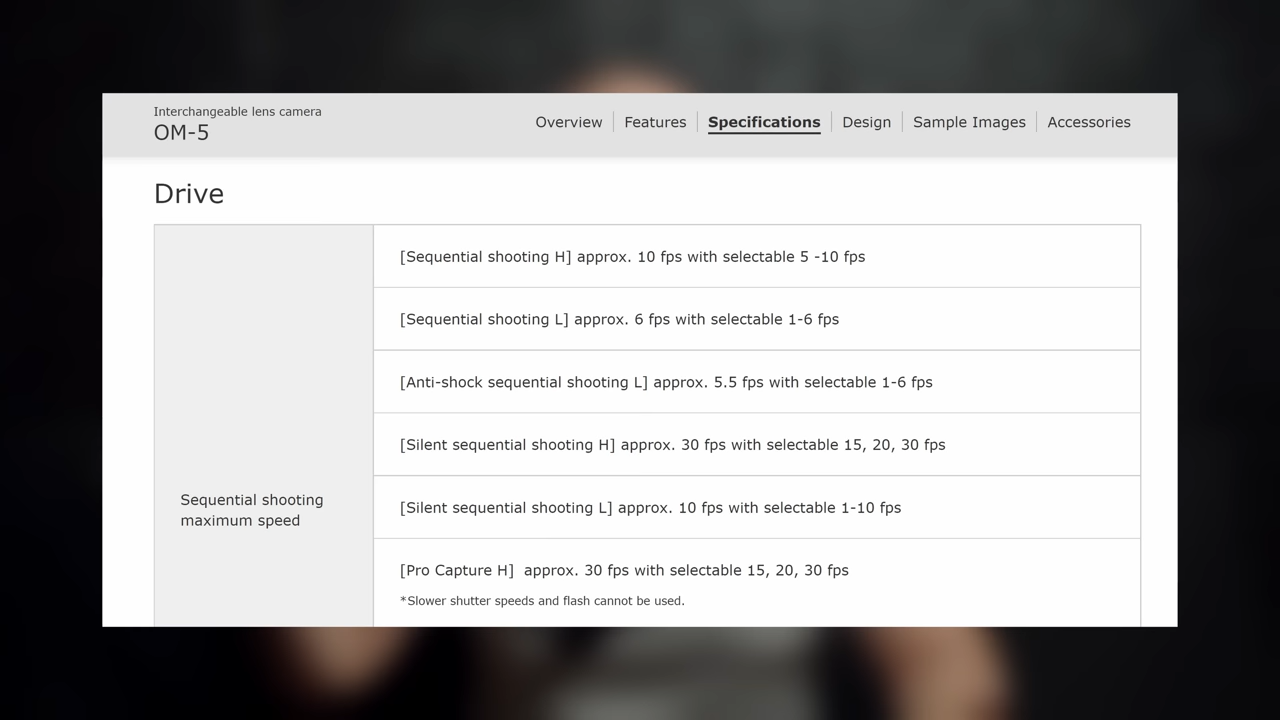 Interchangeable lens camera
OM-5
Overview
Features
Specifications
Design
Sample Images
Accessories
Drive
[Sequential shooting H] approx. 10 fps with selectable 5 -10 fps
[Sequential shooting L] approx. 6 fps with selectable 1-6 fps
[Anti-shock sequential shooting L] approx. 5.5 fps with selectable 1-6 fps
[Silent sequential shooting H] approx. 30 fps with selectable 15, 20, 30 fps
Sequential shooting
maximum speed
[Silent sequential shooting L] approx. 10 fps with selectable 1-10 fps
[Pro Capture H]  approx. 30 fps with selectable 15, 20, 30 fps
*Slower shutter speeds and flash cannot be used.